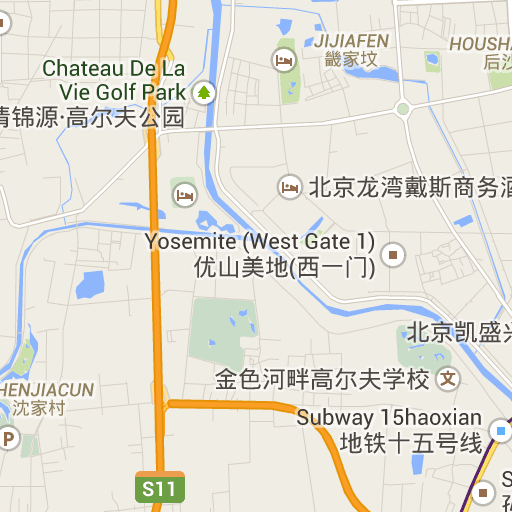 JIJIAFEN
畿家坟
HOUSHA
后沙
Chateau De La
Vie Golf Park
青锦源·高尔夫公园
北京龙湾戴斯商务酒
Yosemite (West Gate 1)
优山美地(西一门)
北京凯盛兴
金色河畔高尔夫学校
文
HENJIACUN
沈家村
P
Subway 15haoxian
地铁十五号线
S11
S